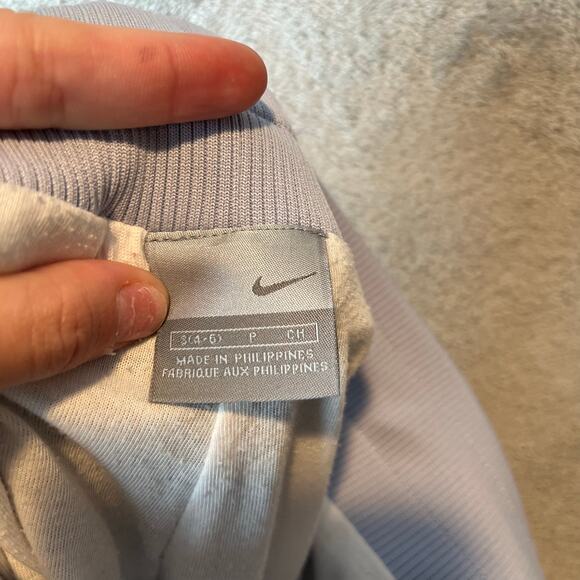 S(4-6) P CH
MADE IN PHILIPPINES
FABRIQUE AUX PHILIPPINES